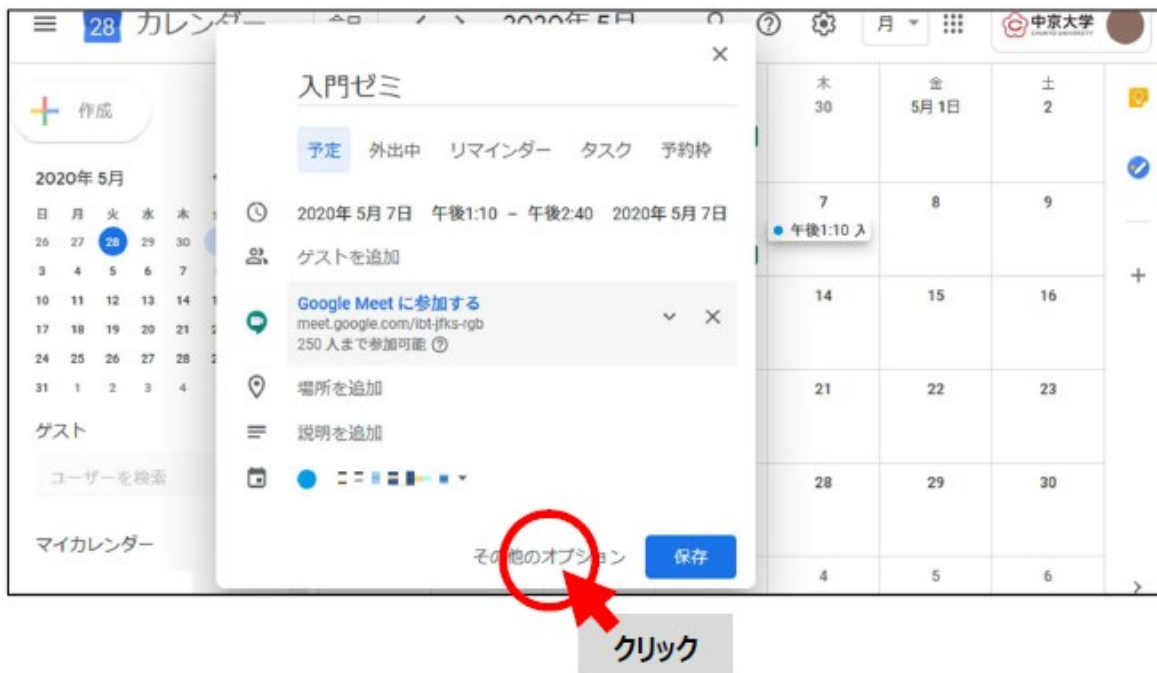 28 カレンダー 2020年 5月 月 中京大学
CHUKYO UNIVERSITY
作成
2020年 5月
日 月 火 水 木
26 27 28 29 30
3 4 5 6 7
10 11 12 13 14
17 18 19 20 21
24 25 26 27 28
31 1 2 3 4
ゲスト
ユーザーを検索
マイカレンダー
入門ゼミ
予定 外出中 リマインダー タスク 予約枠
2020年 5月 7日 午後1:10 – 午後2:40 2020年 5月 7日
ゲストを追加
Google Meet に参加する
meet.google.com/ibt-jfks-rgb
250 人まで参加可能
場所を追加
説明を追加
その他のオプション 保存
木 金 土
30 5月 1日 2
7 8 9
午後1:10 入
14 15 16
21 22 23
28 29 30
4 5 6
クリック